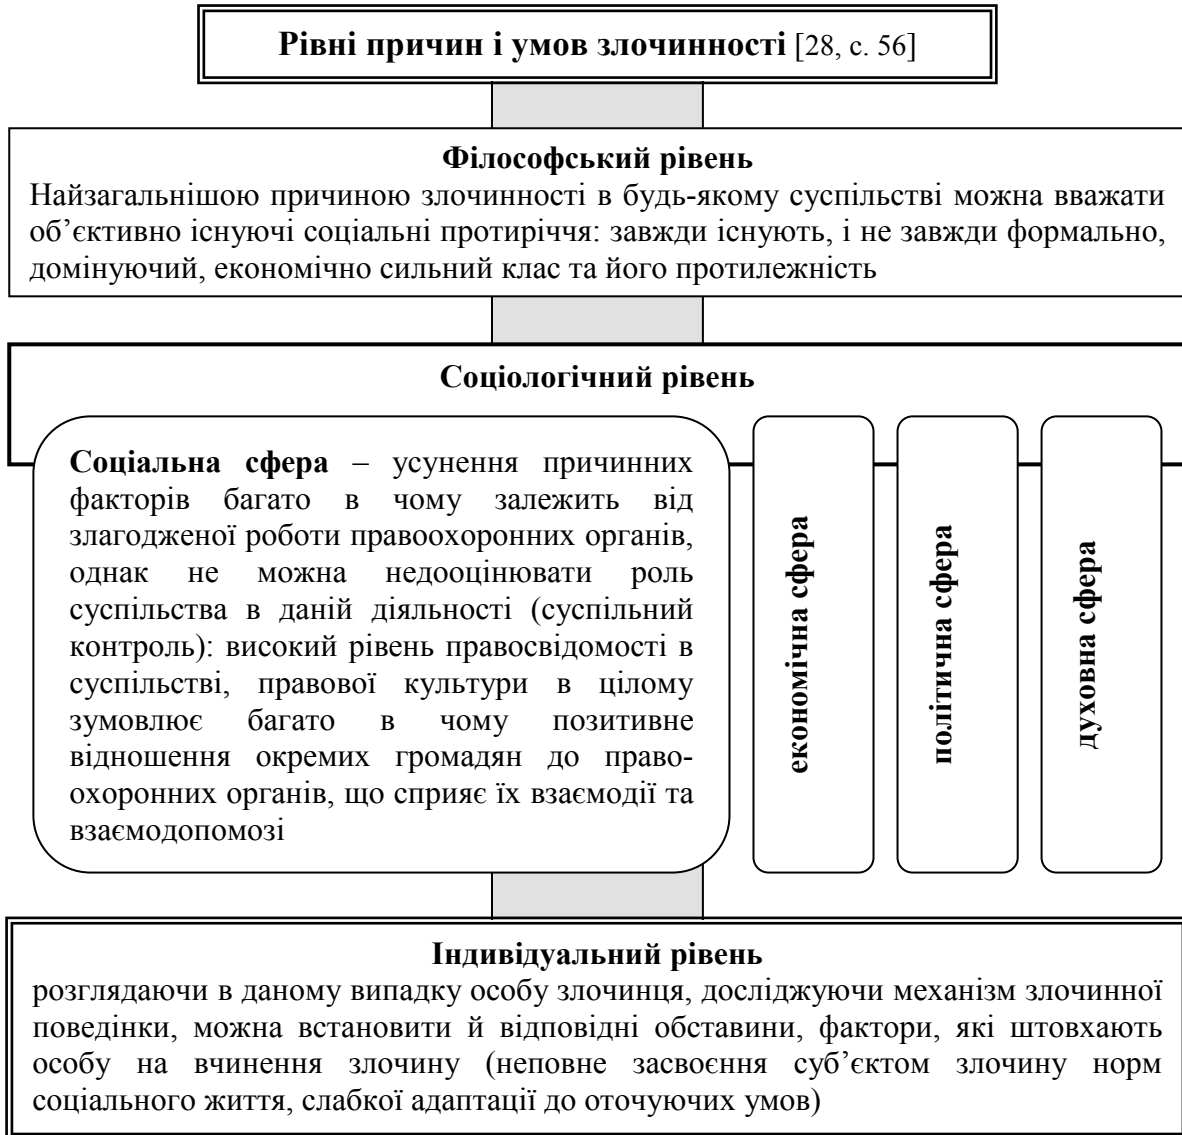 Рівні причин і умов злочинності [28, с. 56]
Філософський рівень
Найзагальнішою причиною злочинності в будь-якому суспільстві можна вважати
об’єктивно існуючі соціальні протиріччя: завжди існують, і не завжди формально,
домінуючий, економічно сильний клас та його протилежність
Соціологічний рівень
Соціальна сфера – усунення причинних
факторів багато в чому залежить від
злагодженої роботи правоохоронних органів,
однак не можна недооцінювати роль
суспільства в даній діяльності (суспільний
контроль): високий рівень правосвідомості в
суспільстві, правової культури в цілому
зумовлює багато в чому позитивне
відношення окремих громадян до право-
охоронних органів, що сприяє їх взаємодії та
взаємодопомозі
економічна сфера
політична сфера
духовна сфера
Індивідуальний рівень
розглядаючи в даному випадку особу злочинця, досліджуючи механізм злочинної
поведінки, можна встановити й відповідні обставини, фактори, які штовхають
особу на вчинення злочину (неповне засвоєння суб’єктом злочину норм
соціального життя, слабкої адаптації до оточуючих умов)